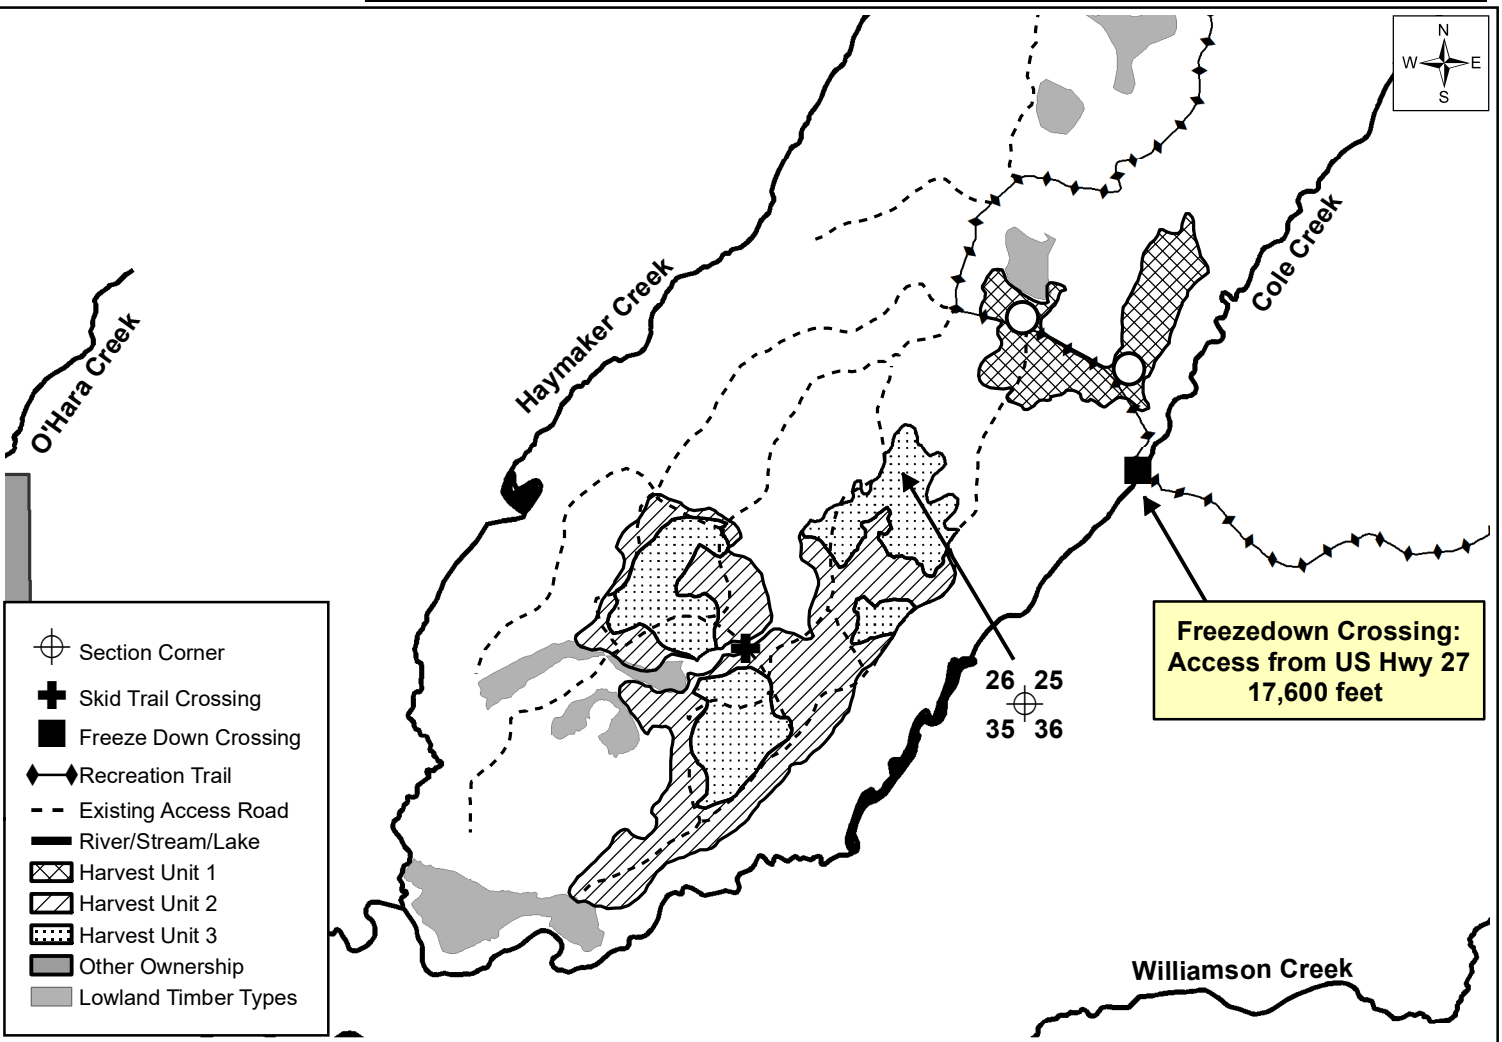 N
W E
S
Cole Creek
Haymaker Creek
O'Hara Creek
Freezedown Crossing:
Access from US Hwy 27
17,600 feet
26 25
35 36
Section Corner
Skid Trail Crossing
Freeze Down Crossing
Recreation Trail
Existing Access Road
River/Stream/Lake
Harvest Unit 1
Harvest Unit 2
Harvest Unit 3
Other Ownership
Lowland Timber Types
Williamson Creek